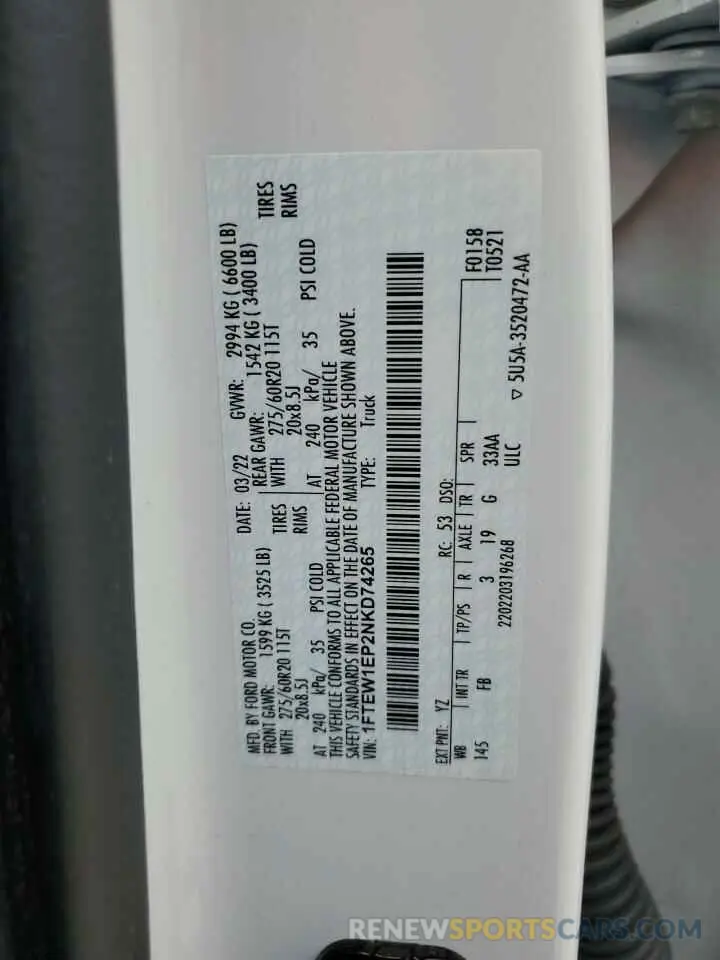 MFD. BY FORD MOTOR CO.
DATE: 03/22 GVWR: 2994 KG ( 6600 LB)
FRONT GAWR: 1599 KG ( 3525 LB) REAR GAWR: 1542 KG ( 3400 LB)
WITH 275/60R20 115T TIRES WITH 275/60R20 115T TIRES
20x8.5J RIMS 20x8.5J RIMS
AT 240 kPa/ 35 PSI COLD AT 240 kPa/ 35 PSI COLD
THIS VEHICLE CONFORMS TO ALL APPLICABLE FEDERAL MOTOR VEHICLE
SAFETY STANDARDS IN EFFECT ON THE DATE OF MANUFACTURE SHOWN ABOVE.
VIN: 1FTEW1EP2NKD74265 TYPE: Truck
EXT PNT: YZ RC: 53 DSO: F0158
WB INT TR TP/PS R AXLE TR SPR T0521
145 FB 3 19 G 33AA
2202203196268 ULC ▽ 5U5A-3520472-AA
RENEWSPORTSCARS.COM